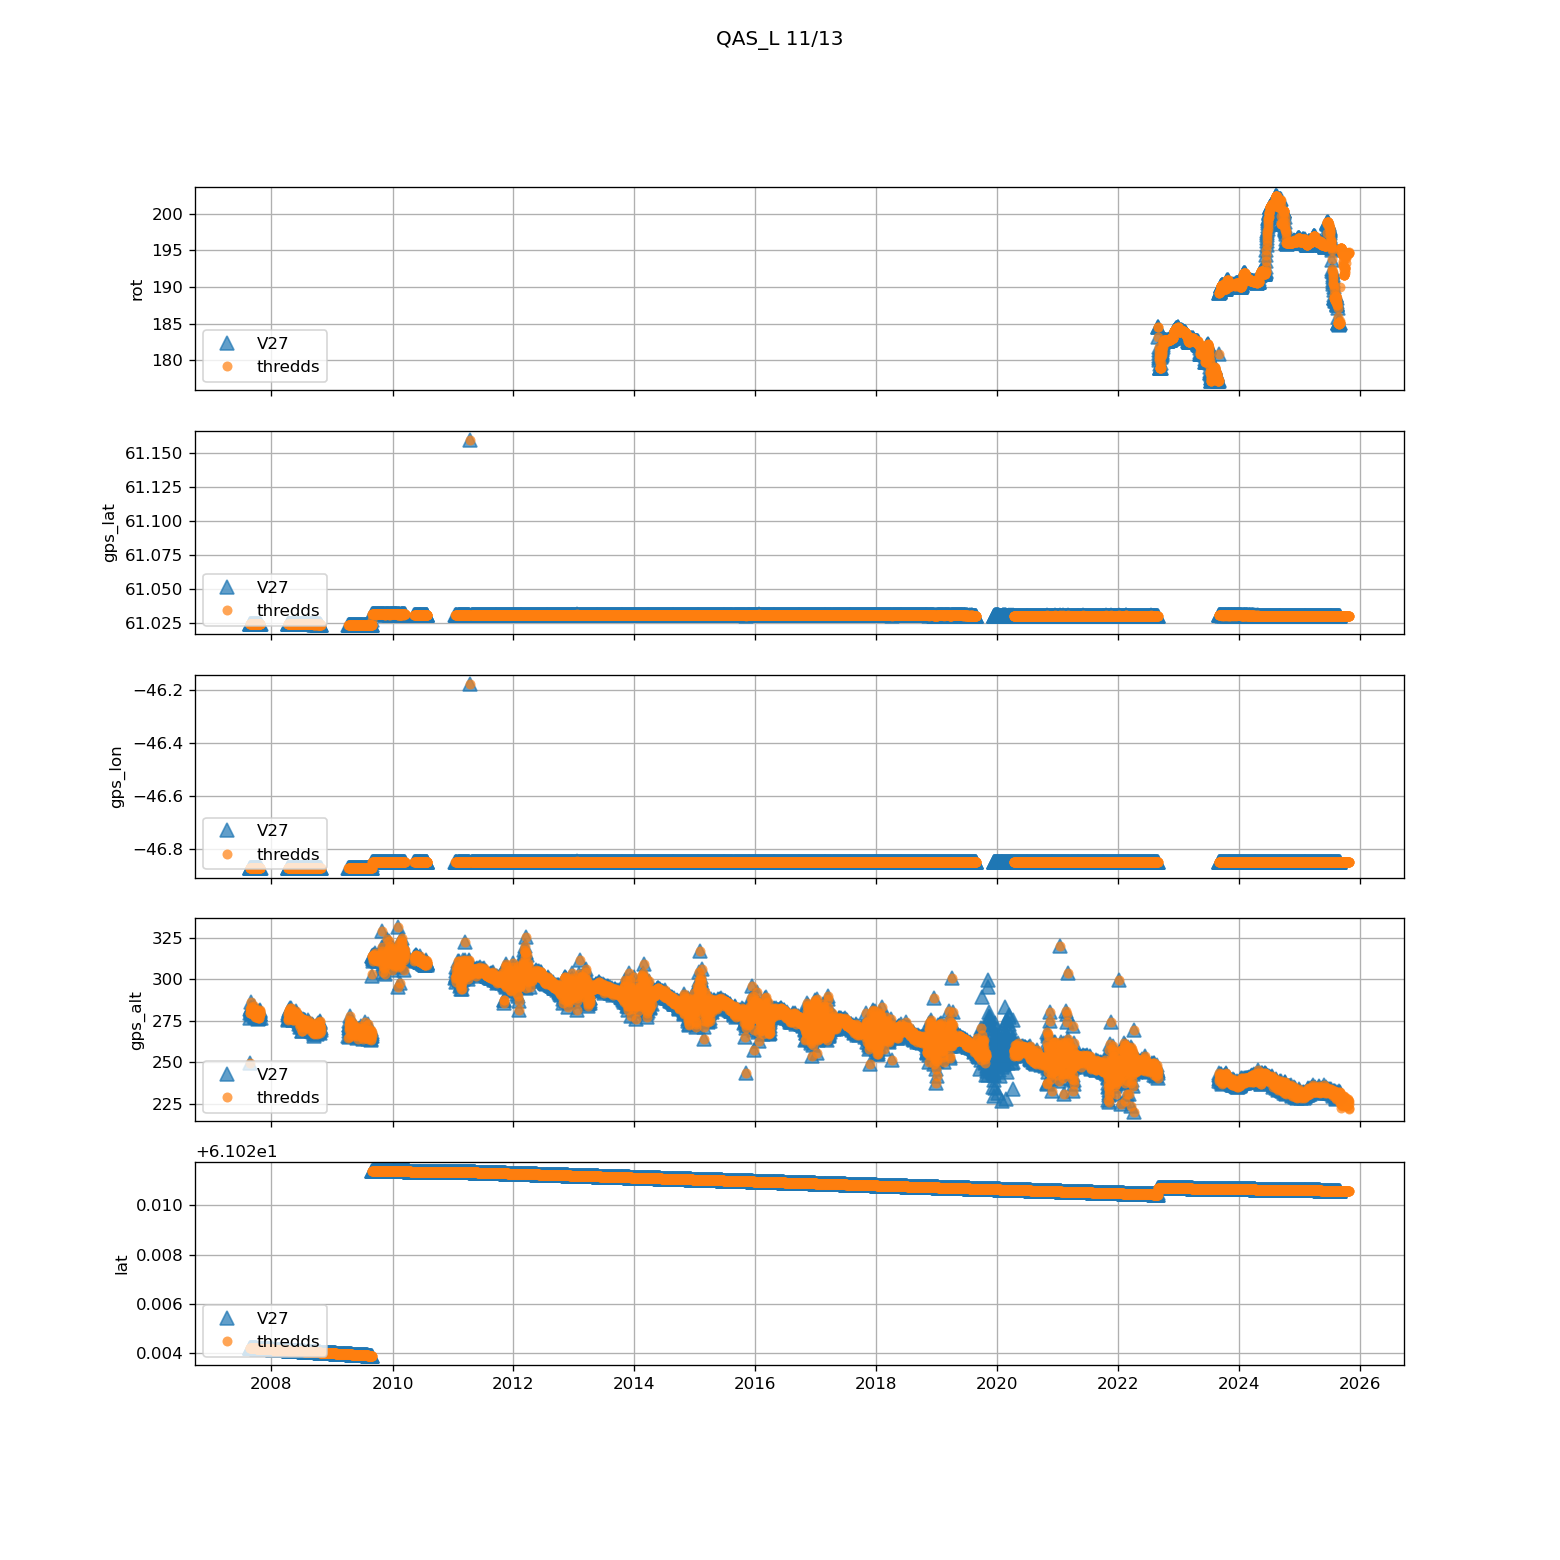 QAS_L 11/13
200
195
190
185
180
rot
V27
thredds
61.150
61.125
61.100
61.075
61.050
61.025
gps_lat
V27
thredds
−46.2
−46.4
−46.6
−46.8
gps_lon
V27
thredds
325
300
275
250
225
gps_alt
V27
thredds
+6.102e1
0.010
0.008
0.006
0.004
lat
V27
thredds
2008 2010 2012 2014 2016 2018 2020 2022 2024 2026